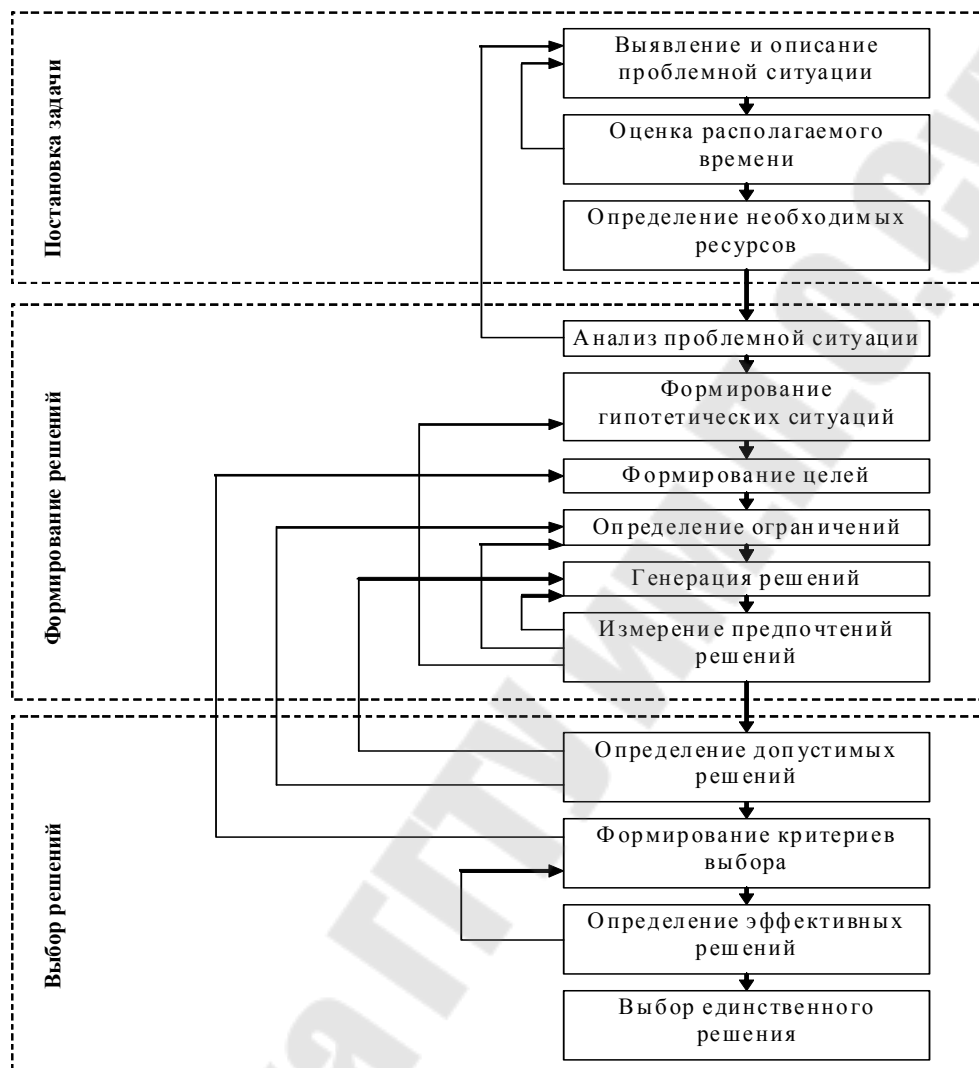 Постановка задачи
Выявление и описание
проблемной ситуации
Оценка располагаемого
времени
Определение необходимых
ресурсов
Формирование решений
Анализ проблемной ситуации
Формирование
гипотетических ситуаций
Формирование целей
Определение ограничений
Генерация решений
Измерение предпочтений
решений
Выбор решений
Определение допустимых
решений
Формирование критериев
выбора
Определение эффективных
решений
Выбор единственного
решения